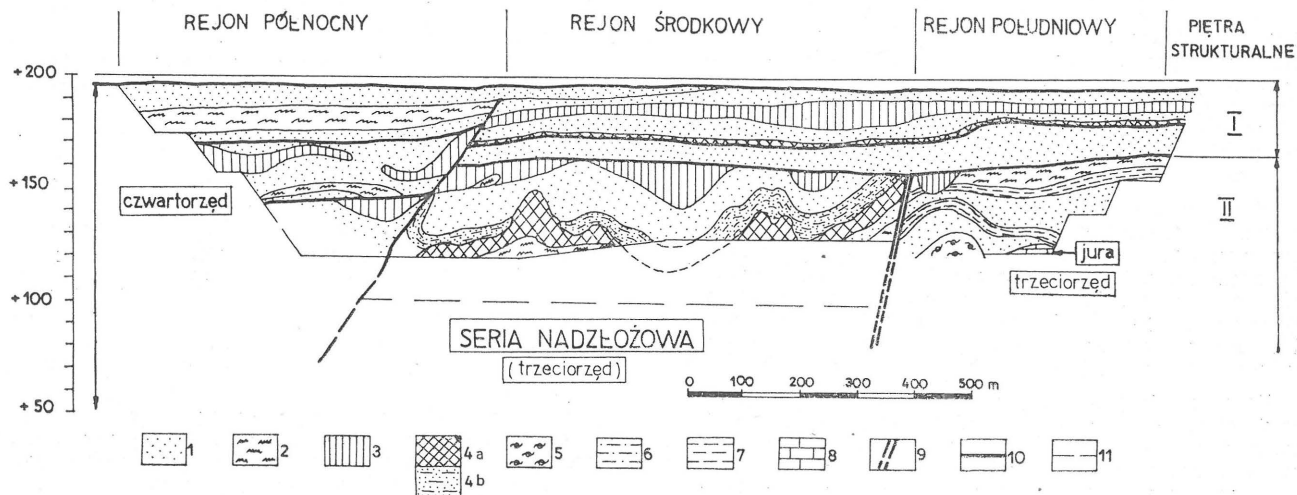 REJON PÓŁNOCNY
REJON ŚRODKOWY
REJON POŁUDNIOWY
PIĘTRA
STRUKTURALNE
+200
I
+150
czwartorzęd
II
jura
trzeciorzęd
+100
SERIA NADZŁOŻOWA
(trzeciorzęd)
0 100 200 300 400 500 m
+50
1 2 3 4a 5 6 7 8 9 10 11
4b